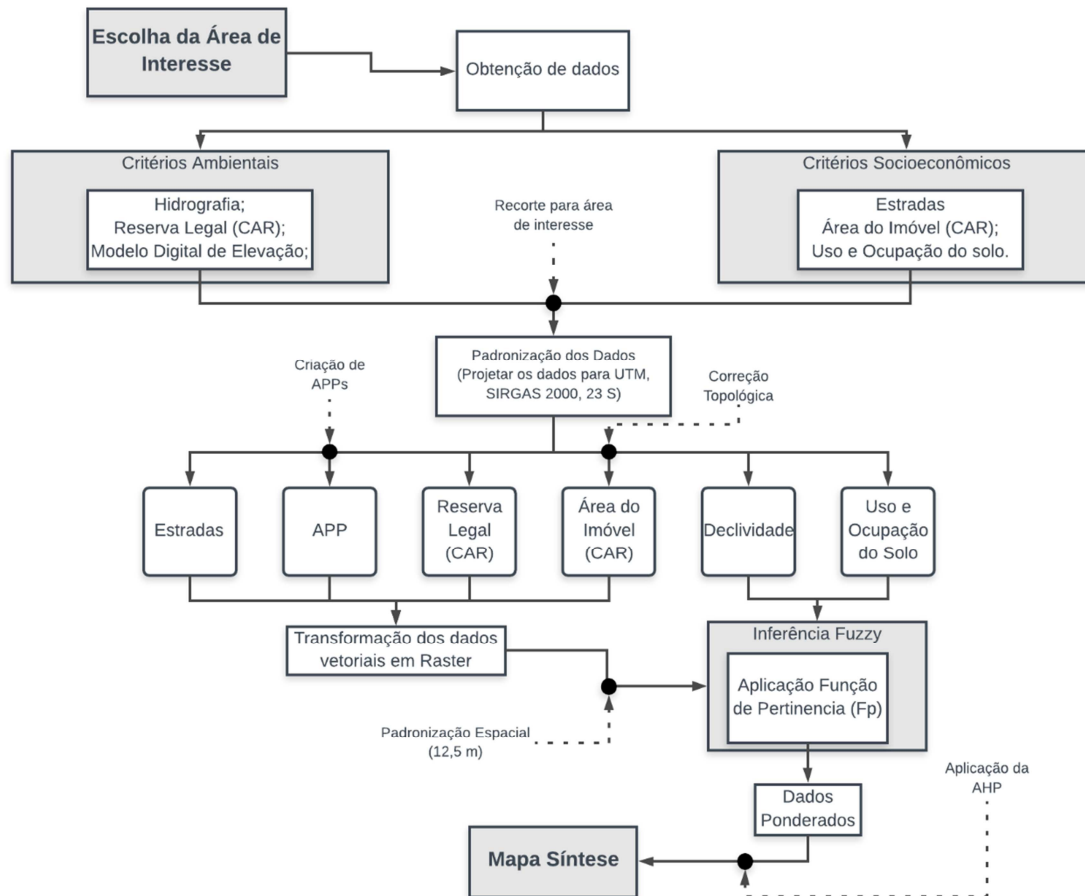 Escolha da Área de
Interesse
Obtenção de dados
Critérios Ambientais
Hidrografia;
Reserva Legal (CAR);
Modelo Digital de Elevação;
Recorte para área
de interesse
Critérios Socioeconômicos
Estradas
Área do Imóvel (CAR);
Uso e Ocupação do solo.
Padronização dos Dados
(Projetar os dados para UTM,
SIRGAS 2000, 23 S)
Criação de
APPs
Correção
Topológica
Estradas
APP
Reserva
Legal
(CAR)
Área do
Imóvel
(CAR)
Declividade
Uso e
Ocupação
do Solo
Transformação dos dados
vetoriais em Raster
Inferência Fuzzy
Aplicação Função
de Pertinencia (Fp)
Padronização Espacial
(12,5 m)
Dados
Ponderados
Aplicação da
AHP
Mapa Síntese